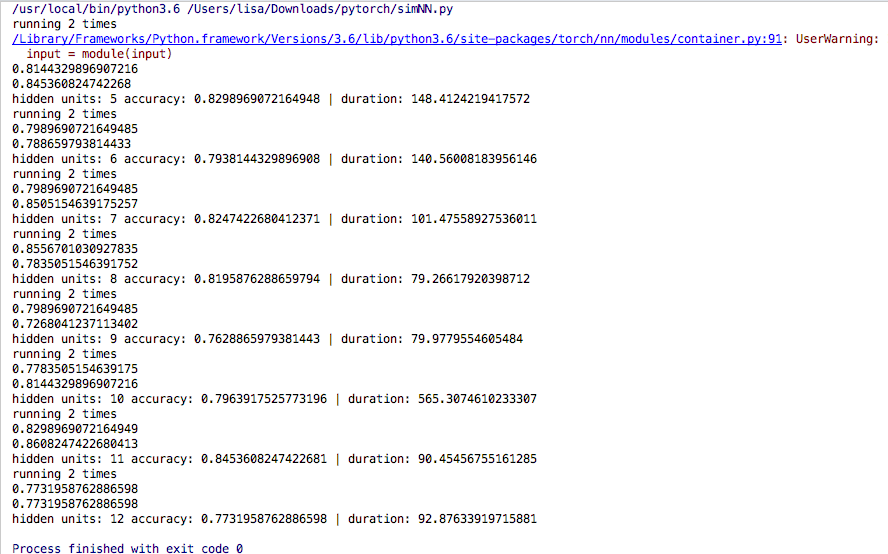 /usr/local/bin/python3.6 /Users/lisa/Downloads/pytorch/simNN.py
running 2 times
/Library/Frameworks/Python.framework/Versions/3.6/lib/python3.6/site-packages/torch/nn/modules/container.py:91: UserWarning:
  input = module(input)
0.8144329896907216
0.845360824742268
hidden units: 5 accuracy: 0.8298969072164948 | duration: 148.4124219417572
running 2 times
0.7989690721649485
0.788659793814433
hidden units: 6 accuracy: 0.7938144329896908 | duration: 140.56008183956146
running 2 times
0.7989690721649485
0.8505154639175257
hidden units: 7 accuracy: 0.8247422680412371 | duration: 101.47558927536011
running 2 times
0.8556701030927835
0.7835051546391752
hidden units: 8 accuracy: 0.8195876288659794 | duration: 79.26617920398712
running 2 times
0.7989690721649485
0.7268041237113402
hidden units: 9 accuracy: 0.7628865979381443 | duration: 79.9779554605484
running 2 times
0.7783505154639175
0.8144329896907216
hidden units: 10 accuracy: 0.7963917525773196 | duration: 565.3074610233307
running 2 times
0.8298969072164949
0.8608247422680413
hidden units: 11 accuracy: 0.8453608247422681 | duration: 90.45456755161285
running 2 times
0.7731958762886598
0.7731958762886598
hidden units: 12 accuracy: 0.7731958762886598 | duration: 92.87633919715881
Process finished with exit code 0